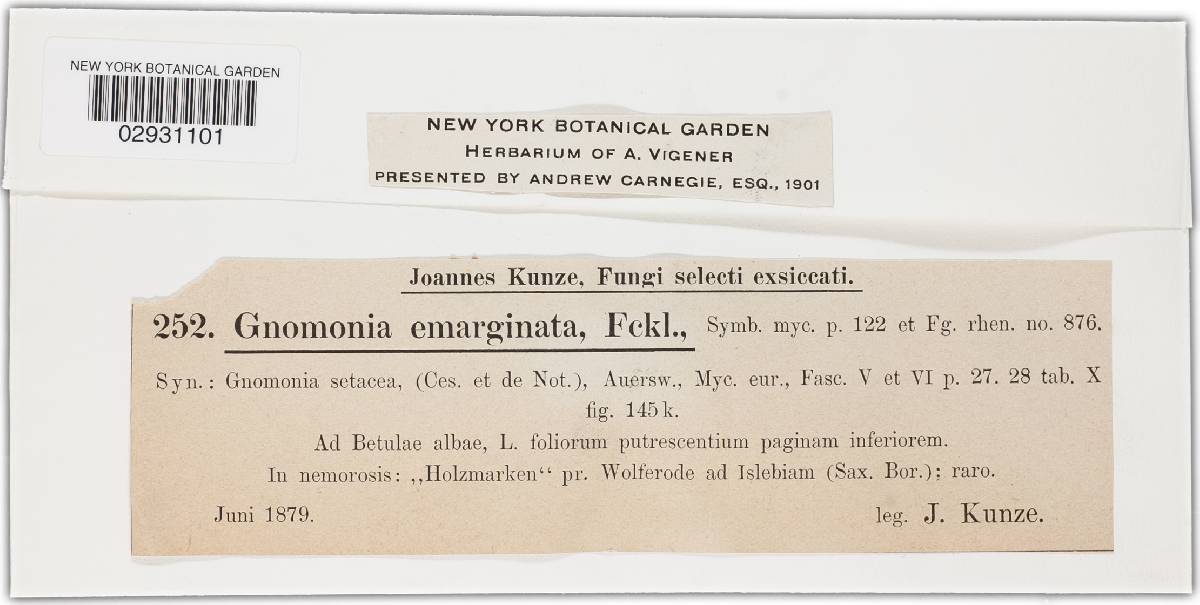 NEW YORK BOTANICAL GARDEN
02931101
NEW YORK BOTANICAL GARDEN
HERBARIUM OF A. VIGENER
PRESENTED BY ANDREW CARNEGIE, ESQ., 1901
Joannes Kunze, Fungi selecti exsiccati.
252. Gnomonia emarginata, Fckl., Symb. myc. p. 122 et Fg. rhen. no. 876.
Syn.: Gnomonia setacea, (Ces. et de Not.), Auersw., Myc. eur., Fasc. V et VI p. 27. 28 tab. X
fig. 145 k.
Ad Betulae albae, L. foliorum putrescentium paginam inferiorem.
In nemorosis: ,,Holzmarken“ pr. Wolferode ad Islebiam (Sax. Bor.); raro.
Juni 1879. leg. J. Kunze.